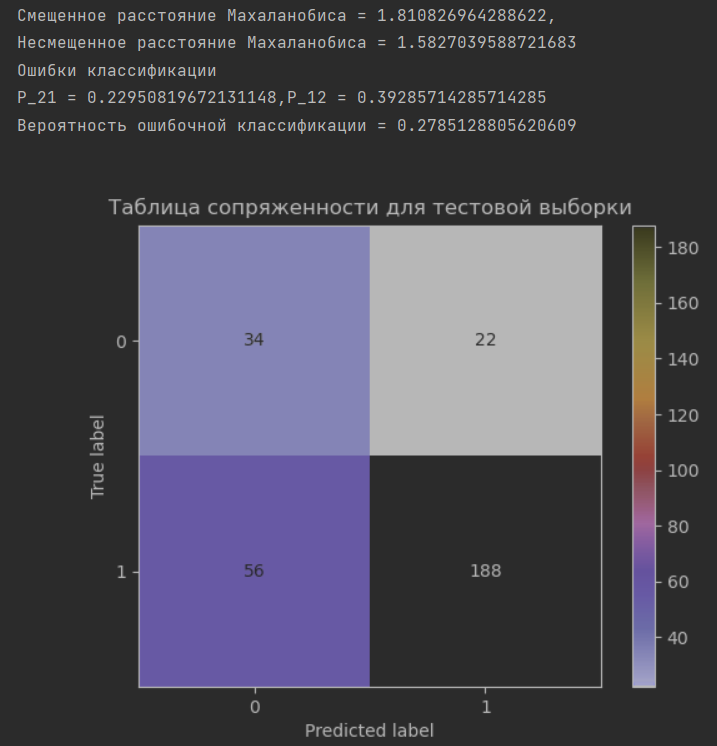 Смещенное расстояние Махаланобиса = 1.810826964288622,
Несмещенное расстояние Махаланобиса = 1.5827039588721683
Ошибки классификации
P_21 = 0.22950819672131148,P_12 = 0.39285714285714285
Вероятность ошибочной классификации = 0.2785128805620609
Таблица сопряженности для тестовой выборки
180
160
140
120
100
80
60
40
0
34
22
True label
1
56
188
0
1
Predicted label